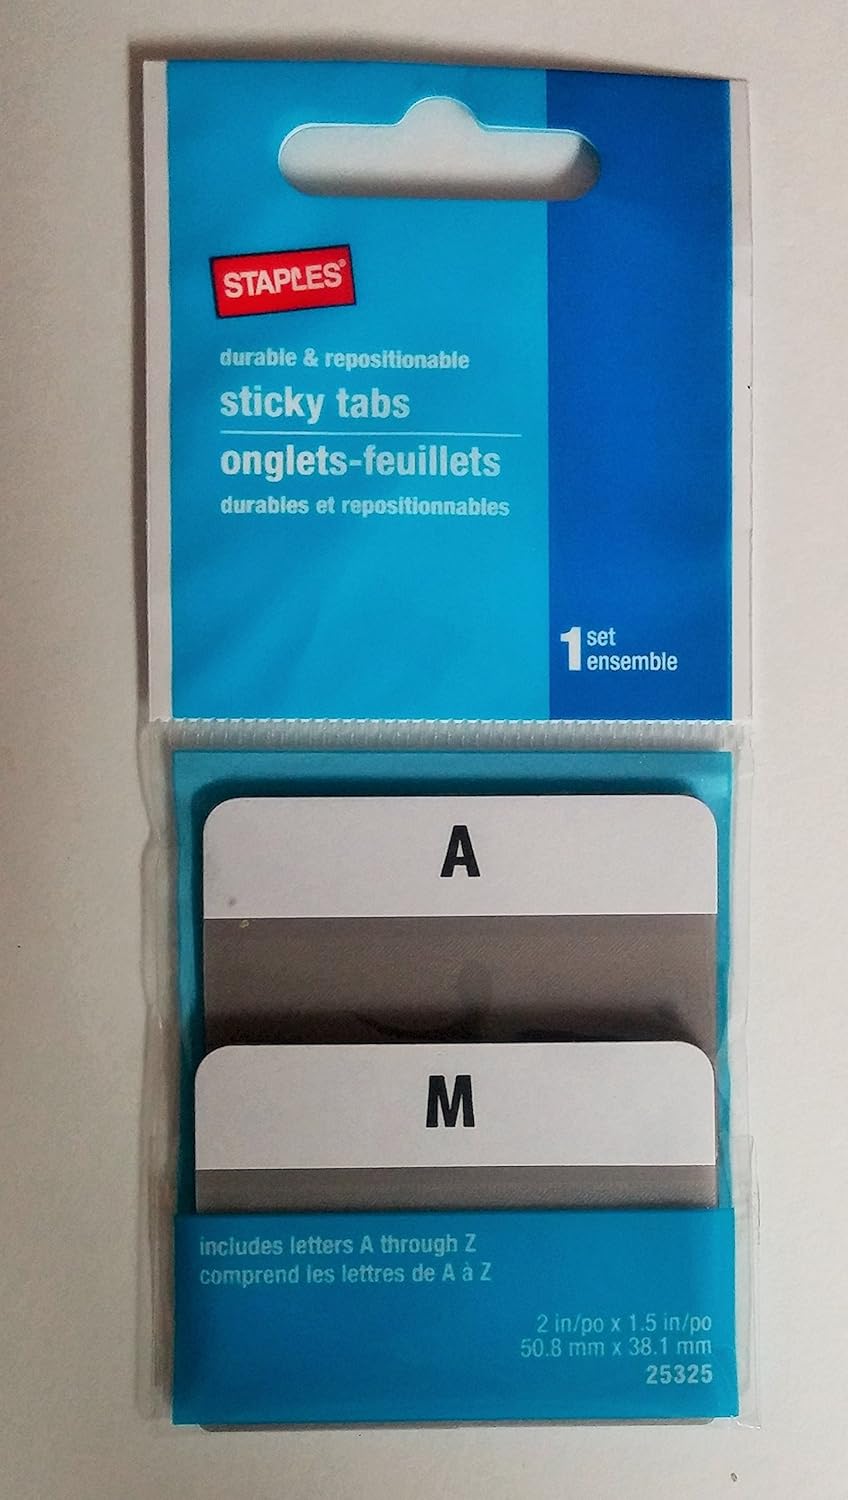 STAPLES®
durable & repositionable
sticky tabs
onglets-feuillets
durables et repositionnables
1 set
ensemble
A
M
includes letters A through Z
comprend les lettres de A à Z
2 in/po x 1.5 in/po
50.8 mm x 38.1 mm
25325